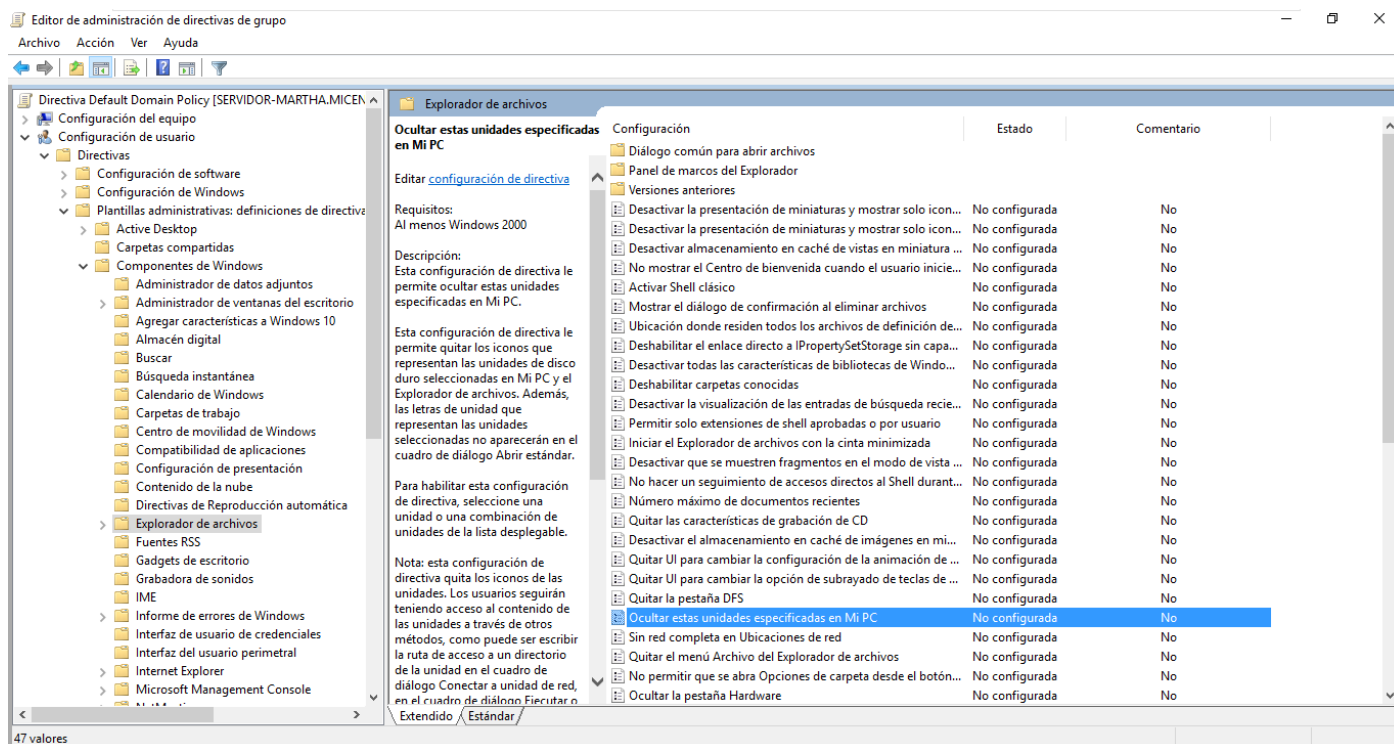 Editor de administración de directivas de grupo
Archivo Acción Ver Ayuda
Directiva Default Domain Policy [SERVIDOR-MARTHA.MICEN
Configuración del equipo
Configuración de usuario
Directivas
Configuración de software
Configuración de Windows
Plantillas administrativas: definiciones de directiva
Active Desktop
Carpetas compartidas
Componentes de Windows
Administrador de datos adjuntos
Administrador de ventanas del escritorio
Agregar características a Windows 10
Almacén digital
Buscar
Búsqueda instantánea
Calendario de Windows
Carpetas de trabajo
Centro de movilidad de Windows
Compatibilidad de aplicaciones
Configuración de presentación
Contenido de la nube
Directivas de Reproducción automática
Explorador de archivos
Fuentes RSS
Gadgets de escritorio
Grabadora de sonidos
IME
Informe de errores de Windows
Interfaz de usuario de credenciales
Interfaz del usuario perimetral
Internet Explorer
Microsoft Management Console
Explorador de archivos
Ocultar estas unidades especificadas
en Mi PC
Editar configuración de directiva
Requisitos:
Al menos Windows 2000
Descripción:
Esta configuración de directiva le
permite ocultar estas unidades
especificadas en Mi PC.
Esta configuración de directiva le
permite quitar los iconos que
representan las unidades de disco
duro seleccionadas en Mi PC y el
Explorador de archivos. Además,
las letras de unidad que
representan las unidades
seleccionadas no aparecerán en el
cuadro de diálogo Abrir estándar.
Para habilitar esta configuración
de directiva, seleccione una
unidad o una combinación de
unidades de la lista desplegable.
Nota: esta configuración de
directiva quita los iconos de las
unidades. Los usuarios seguirán
teniendo acceso al contenido de
las unidades a través de otros
métodos, como puede ser escribir
la ruta de acceso a un directorio
de la unidad en el cuadro de
diálogo Conectar a unidad de red,
en el cuadro de diálogo Ejecutar o
Configuración Estado Comentario
Diálogo común para abrir archivos
Panel de marcos del Explorador
Versiones anteriores
Desactivar la presentación de miniaturas y mostrar solo icon... No configurada No
Desactivar la presentación de miniaturas y mostrar solo icon... No configurada No
Desactivar almacenamiento en caché de vistas en miniatura ... No configurada No
No mostrar el Centro de bienvenida cuando el usuario inicie... No configurada No
Activar Shell clásico No configurada No
Mostrar el diálogo de confirmación al eliminar archivos No configurada No
Ubicación donde residen todos los archivos de definición de... No configurada No
Deshabilitar el enlace directo a IPropertySetStorage sin capa... No configurada No
Desactivar todas las características de bibliotecas de Windo... No configurada No
Deshabilitar carpetas conocidas No configurada No
Desactivar la visualización de las entradas de búsqueda recie... No configurada No
Permitir solo extensiones de shell aprobadas o por usuario No configurada No
Iniciar el Explorador de archivos con la cinta minimizada No configurada No
Desactivar que se muestren fragmentos en el modo de vista ... No configurada No
No hacer un seguimiento de accesos directos al Shell durant... No configurada No
Número máximo de documentos recientes No configurada No
Quitar las características de grabación de CD No configurada No
Desactivar el almacenamiento en caché de imágenes en mi... No configurada No
Quitar UI para cambiar la configuración de la animación de ... No configurada No
Quitar UI para cambiar la opción de subrayado de teclas de ... No configurada No
Quitar la pestaña DFS No configurada No
Ocultar estas unidades especificadas en Mi PC No configurada No
Sin red completa en Ubicaciones de red No configurada No
Quitar el menú Archivo del Explorador de archivos No configurada No
No permitir que se abra Opciones de carpeta desde el botón... No configurada No
Ocultar la pestaña Hardware No configurada No
Extendido Estándar
47 valores